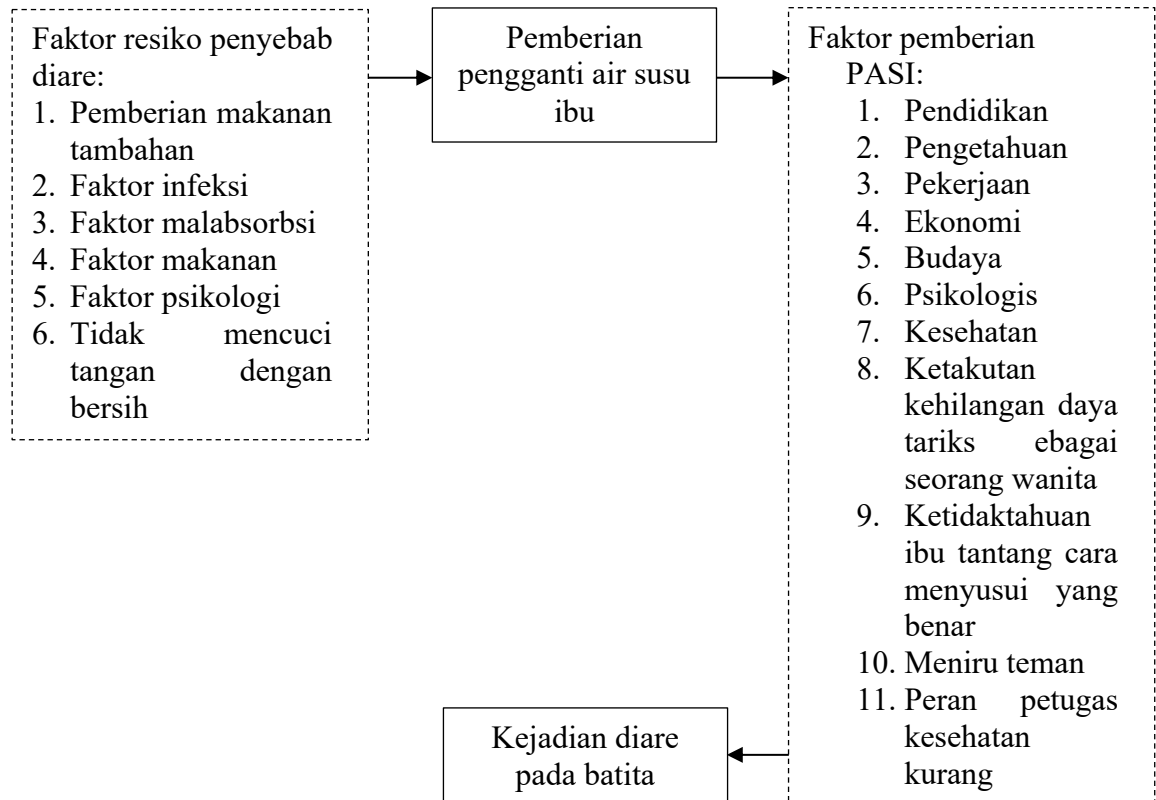 Faktor resiko penyebab
diare:
1. Pemberian makanan
tambahan
2. Faktor infeksi
3. Faktor malabsorbsi
4. Faktor makanan
5. Faktor psikologi
6. Tidak mencuci
tangan dengan
bersih
Pemberian
pengganti air susu
ibu
Faktor pemberian
PASI:
1. Pendidikan
2. Pengetahuan
3. Pekerjaan
4. Ekonomi
5. Budaya
6. Psikologis
7. Kesehatan
8. Ketakutan
kehilangan daya
tariks ebagai
seorang wanita
9. Ketidaktahuan
ibu tantang cara
menyusui yang
benar
10. Meniru teman
11. Peran petugas
kesehatan
kurang
Kejadian diare
pada batita